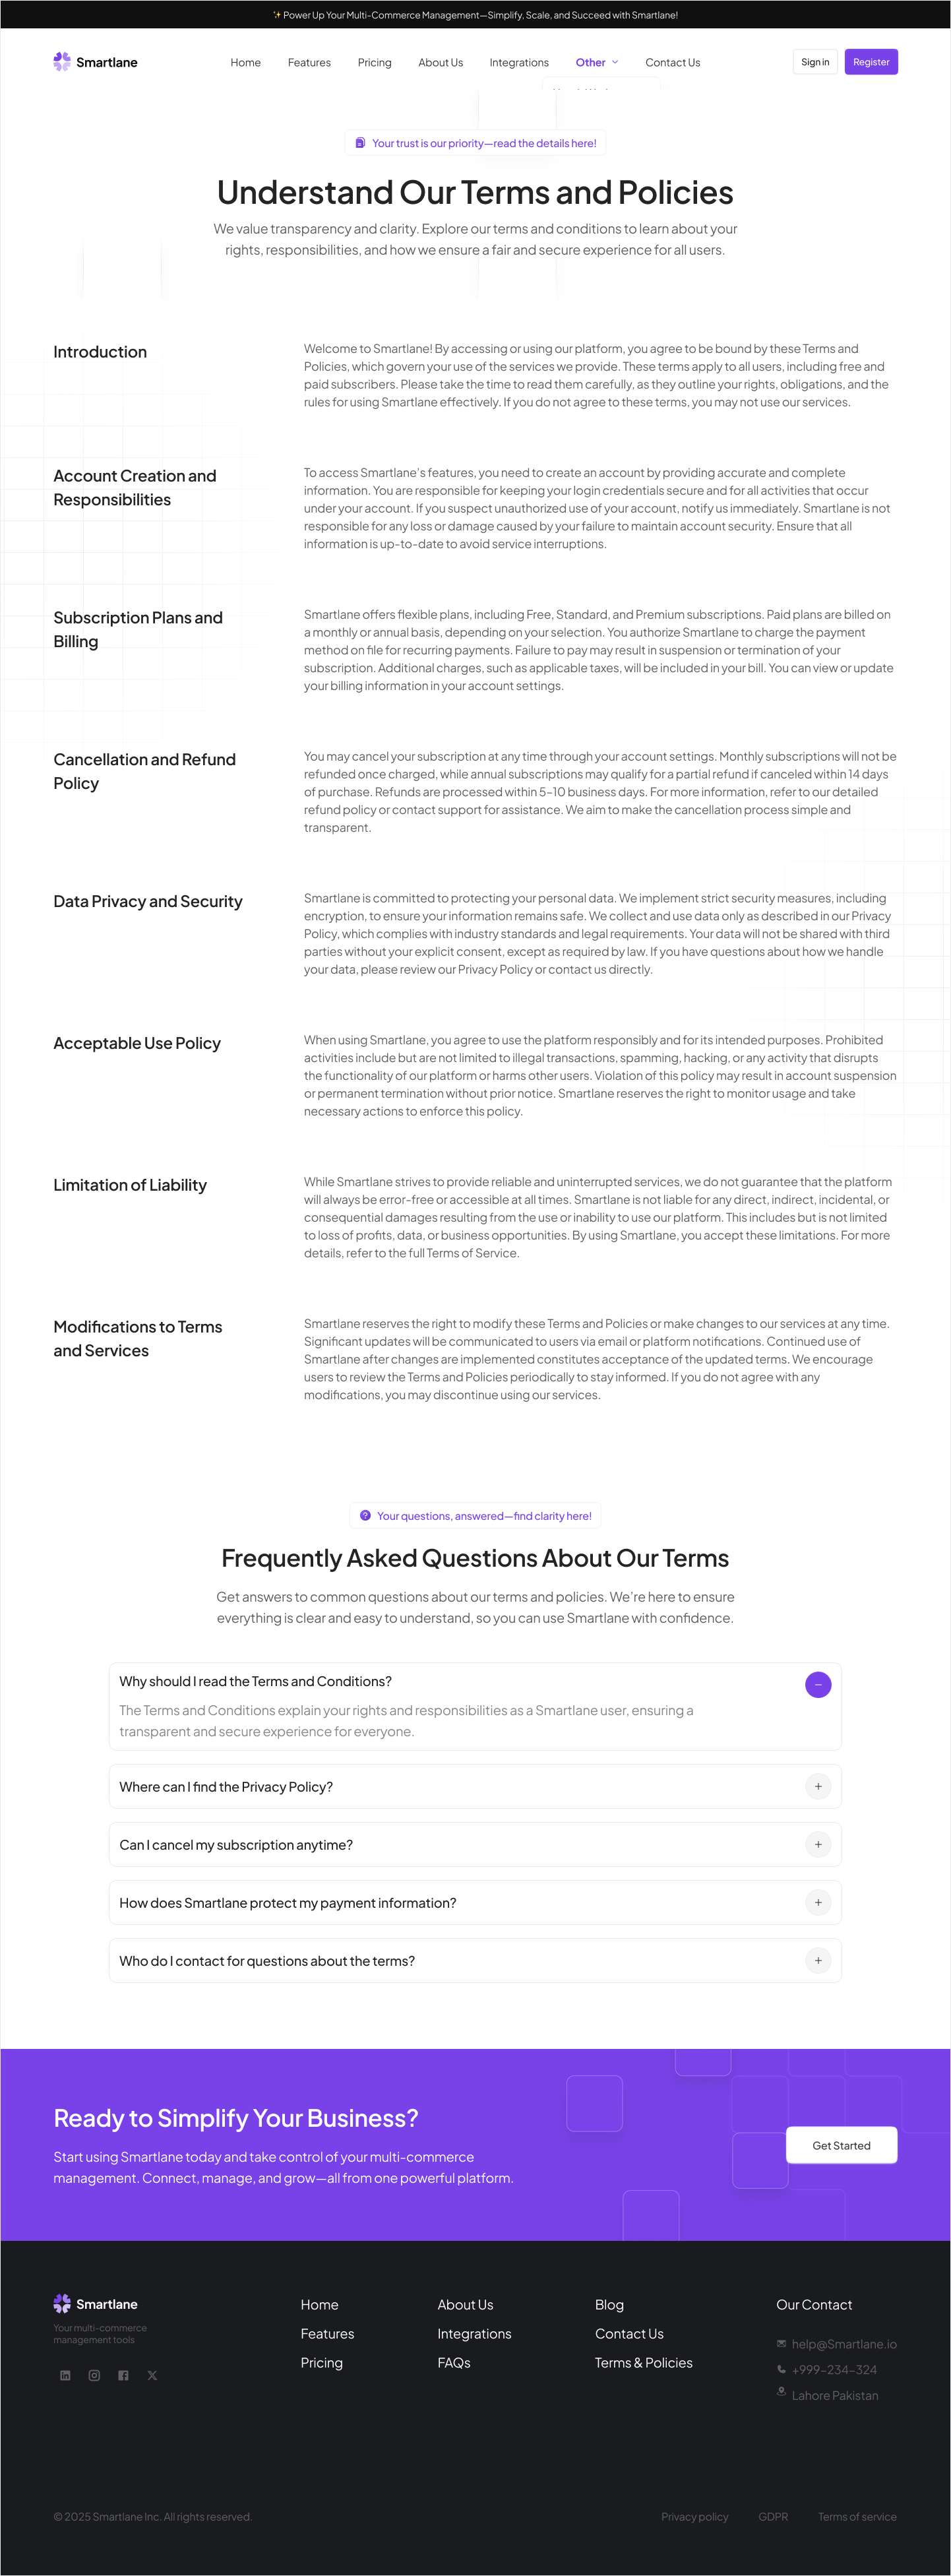 ✨ Power Up Your Multi-Commerce Management—Simplify, Scale, and Succeed with Smartlane!
Smartlane
Home
Features
Pricing
About Us
Integrations
Other
Contact Us
Sign in
Register
Your trust is our priority—read the details here!
Understand Our Terms and Policies
We value transparency and clarity. Explore our terms and conditions to learn about your
rights, responsibilities, and how we ensure a fair and secure experience for all users.
Introduction
Welcome to Smartlane! By accessing or using our platform, you agree to be bound by these Terms and
Policies, which govern your use of the services we provide. These terms apply to all users, including free and
paid subscribers. Please take the time to read them carefully, as they outline your rights, obligations, and the
rules for using Smartlane effectively. If you do not agree to these terms, you may not use our services.
Account Creation and
Responsibilities
To access Smartlane's features, you need to create an account by providing accurate and complete
information. You are responsible for keeping your login credentials secure and for all activities that occur
under your account. If you suspect unauthorized use of your account, notify us immediately. Smartlane is not
responsible for any loss or damage caused by your failure to maintain account security. Ensure that all
information is up-to-date to avoid service interruptions.
Subscription Plans and
Billing
Smartlane offers flexible plans, including Free, Standard, and Premium subscriptions. Paid plans are billed on
a monthly or annual basis, depending on your selection. You authorize Smartlane to charge the payment
method on file for recurring payments. Failure to pay may result in suspension or termination of your
subscription. Additional charges, such as applicable taxes, will be included in your bill. You can view or update
your billing information in your account settings.
Cancellation and Refund
Policy
You may cancel your subscription at any time through your account settings. Monthly subscriptions will not be
refunded once charged, while annual subscriptions may qualify for a partial refund if canceled within 14 days
of purchase. Refunds are processed within 5–10 business days. For more information, refer to our detailed
refund policy or contact support for assistance. We aim to make the cancellation process simple and
transparent.
Data Privacy and Security
Smartlane is committed to protecting your personal data. We implement strict security measures, including
encryption, to ensure your information remains safe. We collect and use data only as described in our Privacy
Policy, which complies with industry standards and legal requirements. Your data will not be shared with third
parties without your explicit consent, except as required by law. If you have questions about how we handle
your data, please review our Privacy Policy or contact us directly.
Acceptable Use Policy
When using Smartlane, you agree to use the platform responsibly and for its intended purposes. Prohibited
activities include but are not limited to illegal transactions, spamming, hacking, or any activity that disrupts
the functionality of our platform or harms other users. Violation of this policy may result in account suspension
or permanent termination without prior notice. Smartlane reserves the right to monitor usage and take
necessary actions to enforce this policy.
Limitation of Liability
While Smartlane strives to provide reliable and uninterrupted services, we do not guarantee that the platform
will always be error-free or accessible at all times. Smartlane is not liable for any direct, indirect, incidental, or
consequential damages resulting from the use or inability to use our platform. This includes but is not limited
to loss of profits, data, or business opportunities. By using Smartlane, you accept these limitations. For more
details, refer to the full Terms of Service.
Modifications to Terms
and Services
Smartlane reserves the right to modify these Terms and Policies or make changes to our services at any time.
Significant updates will be communicated to users via email or platform notifications. Continued use of
Smartlane after changes are implemented constitutes acceptance of the updated terms. We encourage
users to review the Terms and Policies periodically to stay informed. If you do not agree with any
modifications, you may discontinue using our services.
Your questions, answered—find clarity here!
Frequently Asked Questions About Our Terms
Get answers to common questions about our terms and policies. We're here to ensure
everything is clear and easy to understand, so you can use Smartlane with confidence.
Why should I read the Terms and Conditions?
The Terms and Conditions explain your rights and responsibilities as a Smartlane user, ensuring a
transparent and secure experience for everyone.
Where can I find the Privacy Policy?
Can I cancel my subscription anytime?
How does Smartlane protect my payment information?
Who do I contact for questions about the terms?
Ready to Simplify Your Business?
Start using Smartlane today and take control of your multi-commerce
management. Connect, manage, and grow—all from one powerful platform.
Get Started
Smartlane
Your multi-commerce
management tools
Home
Features
Pricing
About Us
Integrations
FAQs
Blog
Contact Us
Terms & Policies
Our Contact
help@Smartlane.io
+999-234-324
Lahore Pakistan
© 2025 Smartlane Inc. All rights reserved.
Privacy policy
GDPR
Terms of service